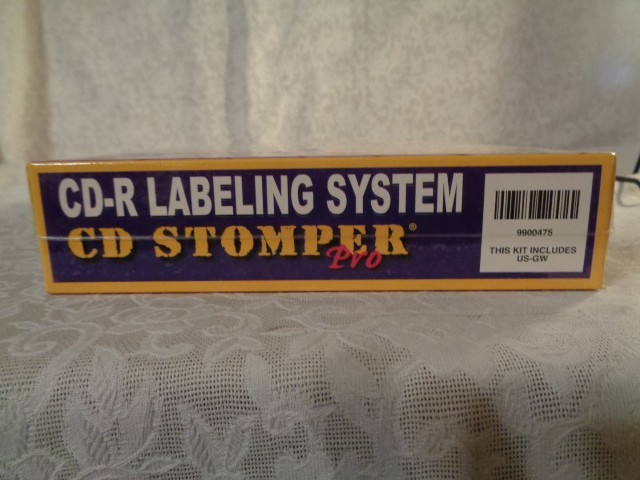 CD-R LABELING SYSTEM
CD STOMPER®
Pro
9900475
THIS KIT INCLUDES
US-GW